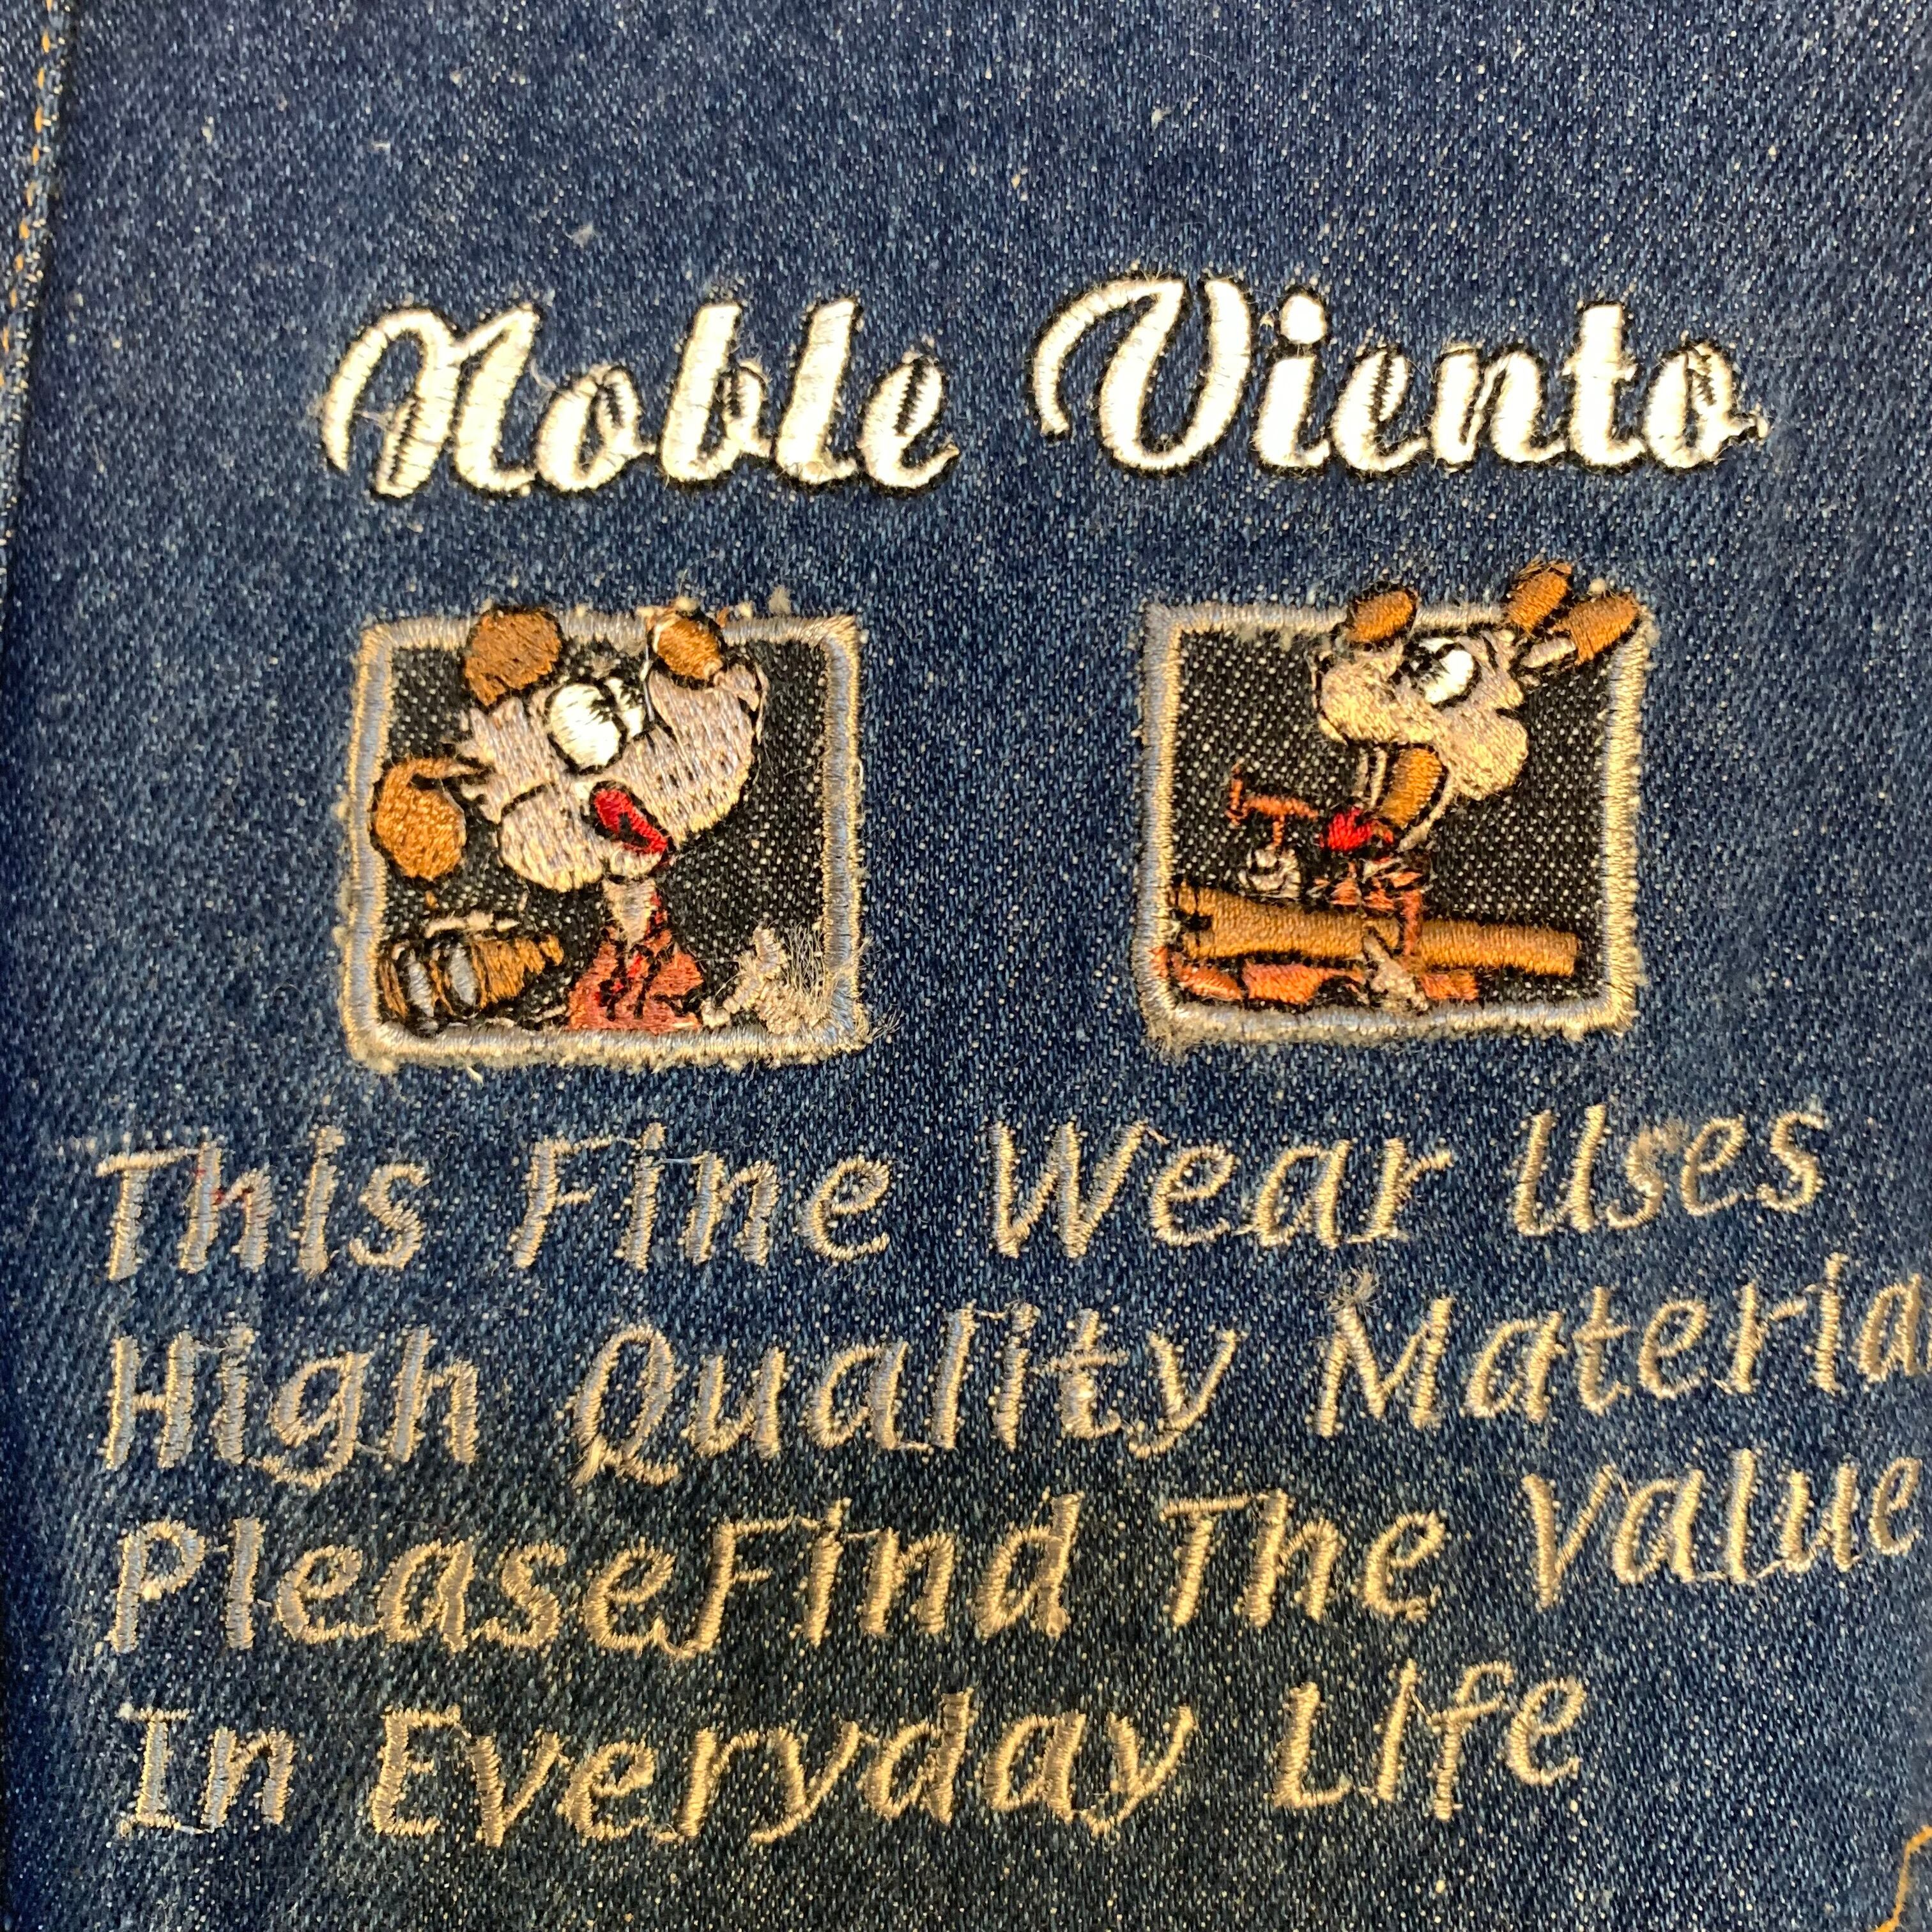 Noble Viento
This Fine Wear Uses
High Quality Materia
PleaseFind The Value
In Everyday Life